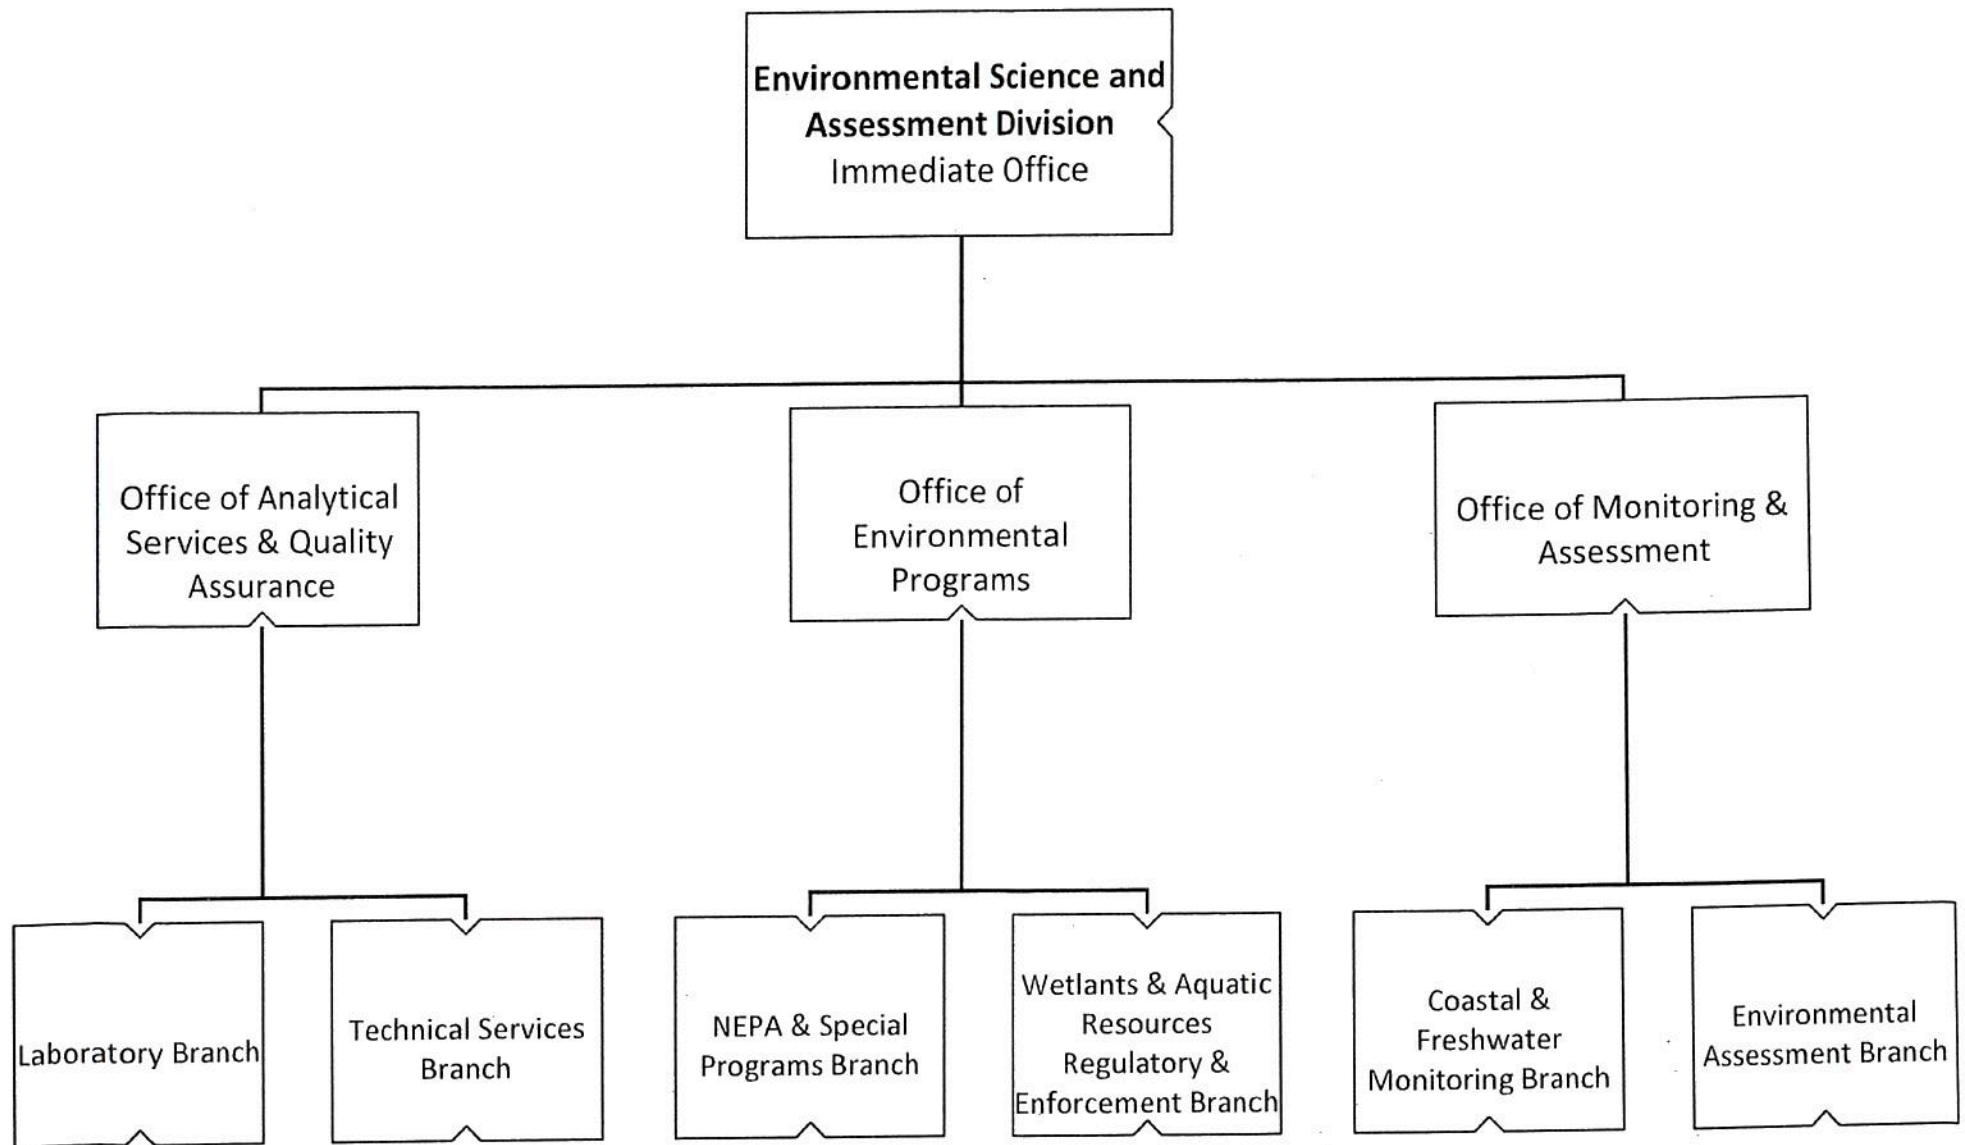 Environmental Science and
Assessment Division
Immediate Office
Office of Analytical
Services & Quality
Assurance
Office of
Environmental
Programs
Office of Monitoring &
Assessment
Laboratory Branch
Technical Services
Branch
NEPA & Special
Programs Branch
Wetlants & Aquatic
Resources
Regulatory &
Enforcement Branch
Coastal &
Freshwater
Monitoring Branch
Environmental
Assessment Branch